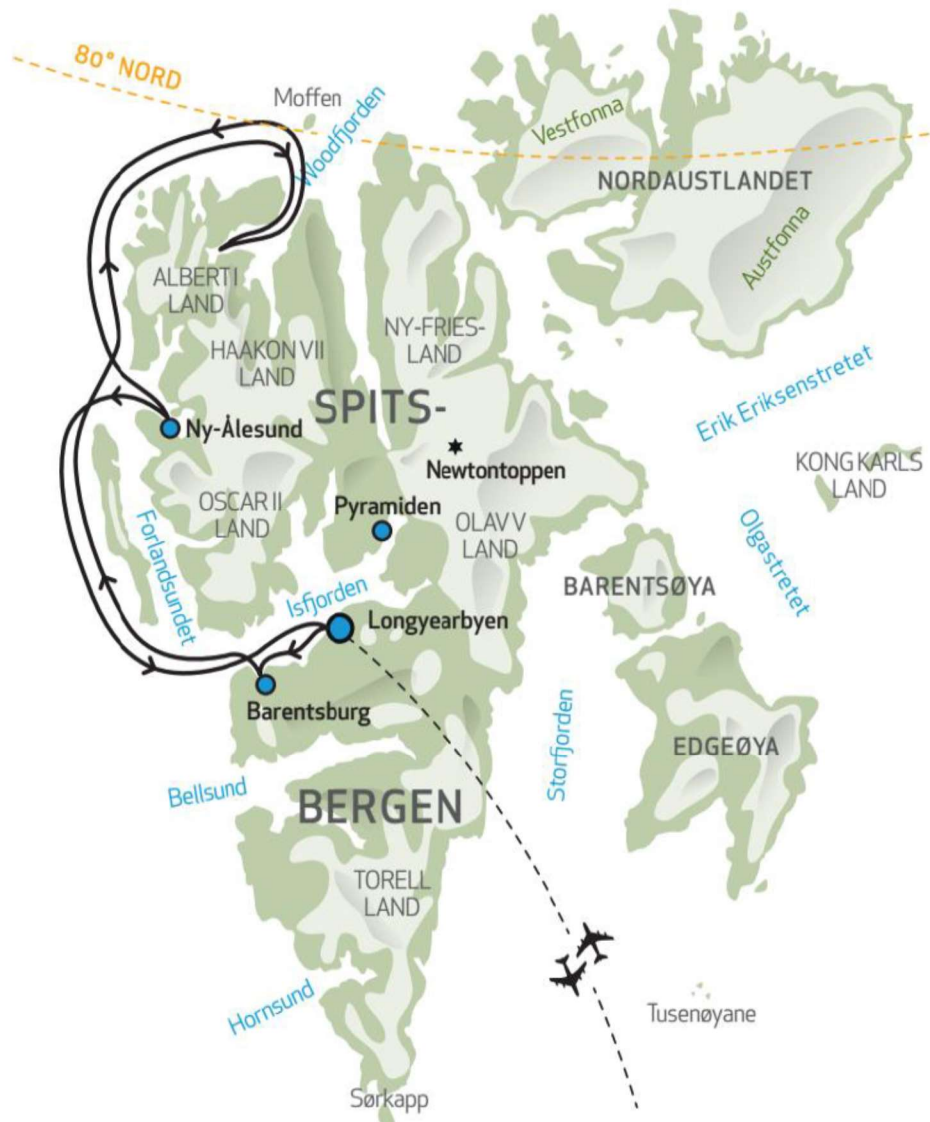 80° NORD
Moffen
Woodfjorden
Vestfonna
NORDAUSTLANDET
Austfonna
ALBERT I
LAND
HAAKON VII
LAND
NY-FRIES-
LAND
Erik Eriksenstretet
SPITS-
Ny-Ålesund
Newtontoppen
KONG KARLS
LAND
OSCAR II
LAND
Pyramiden
OLAV V
LAND
Olgastretet
Forlandsundet
Isfjorden
BARENTSØYA
Longyearbyen
Barentsburg
Storfjorden
EDGEØYA
Bellsund
BERGEN
TORELL
LAND
Hornsund
Tusenøyane
Sørkapp